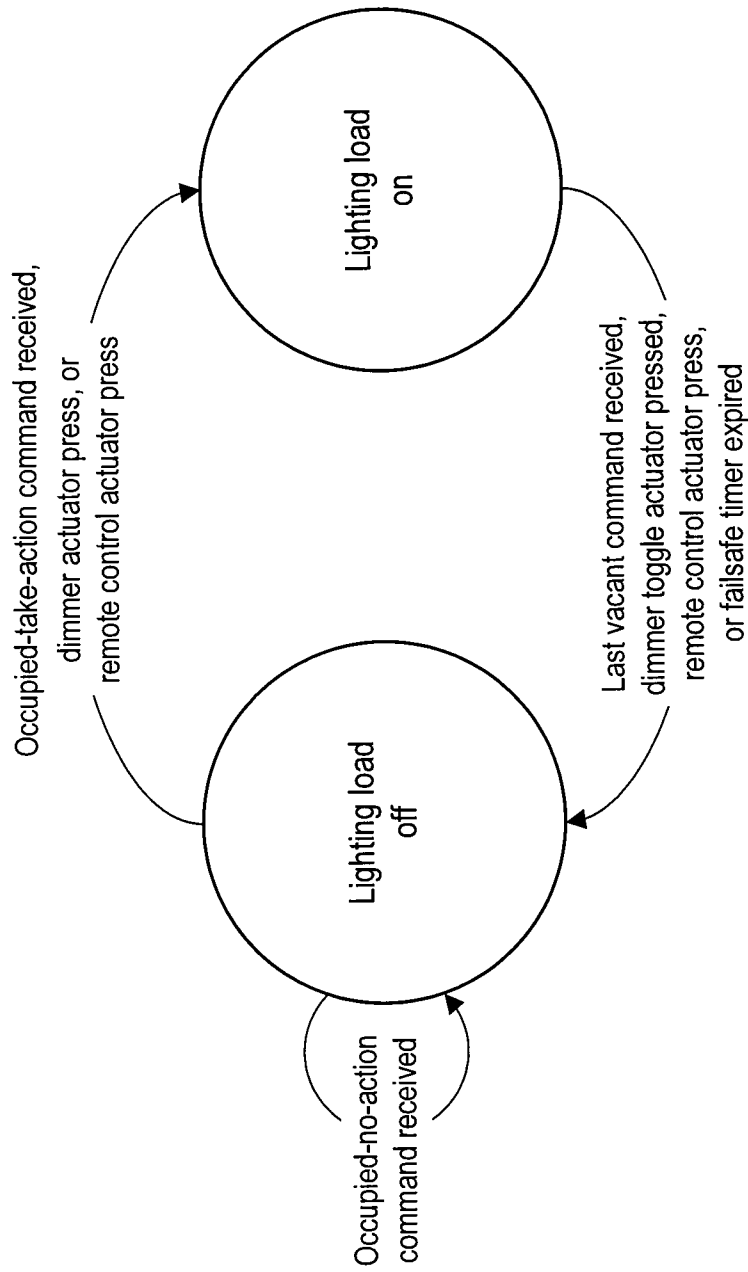 Occupied-take-action command received,
dimmer actuator press, or
remote control actuator press
Occupied-no-action
command received
Lighting load
off
Lighting load
on
Last vacant command received,
dimmer toggle actuator pressed,
remote control actuator press,
or failsafe timer expired